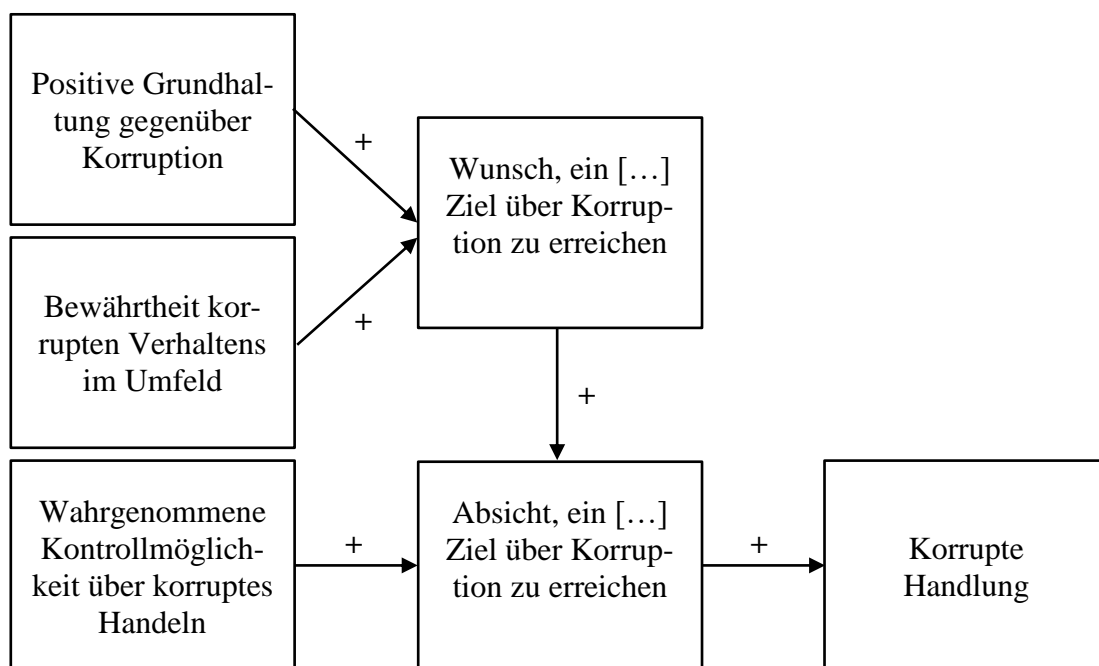 Positive Grundhal-
tung gegenüber
Korruption
+
Wunsch, ein […]
Ziel über Korrup-
tion zu erreichen
Bewährtheit kor-
rupten Verhaltens
im Umfeld
+
+
Wahrgenommene
Kontrollmöglich-
keit über korruptes
Handeln
+
Absicht, ein […]
Ziel über Korrup-
tion zu erreichen
+
Korrupte
Handlung